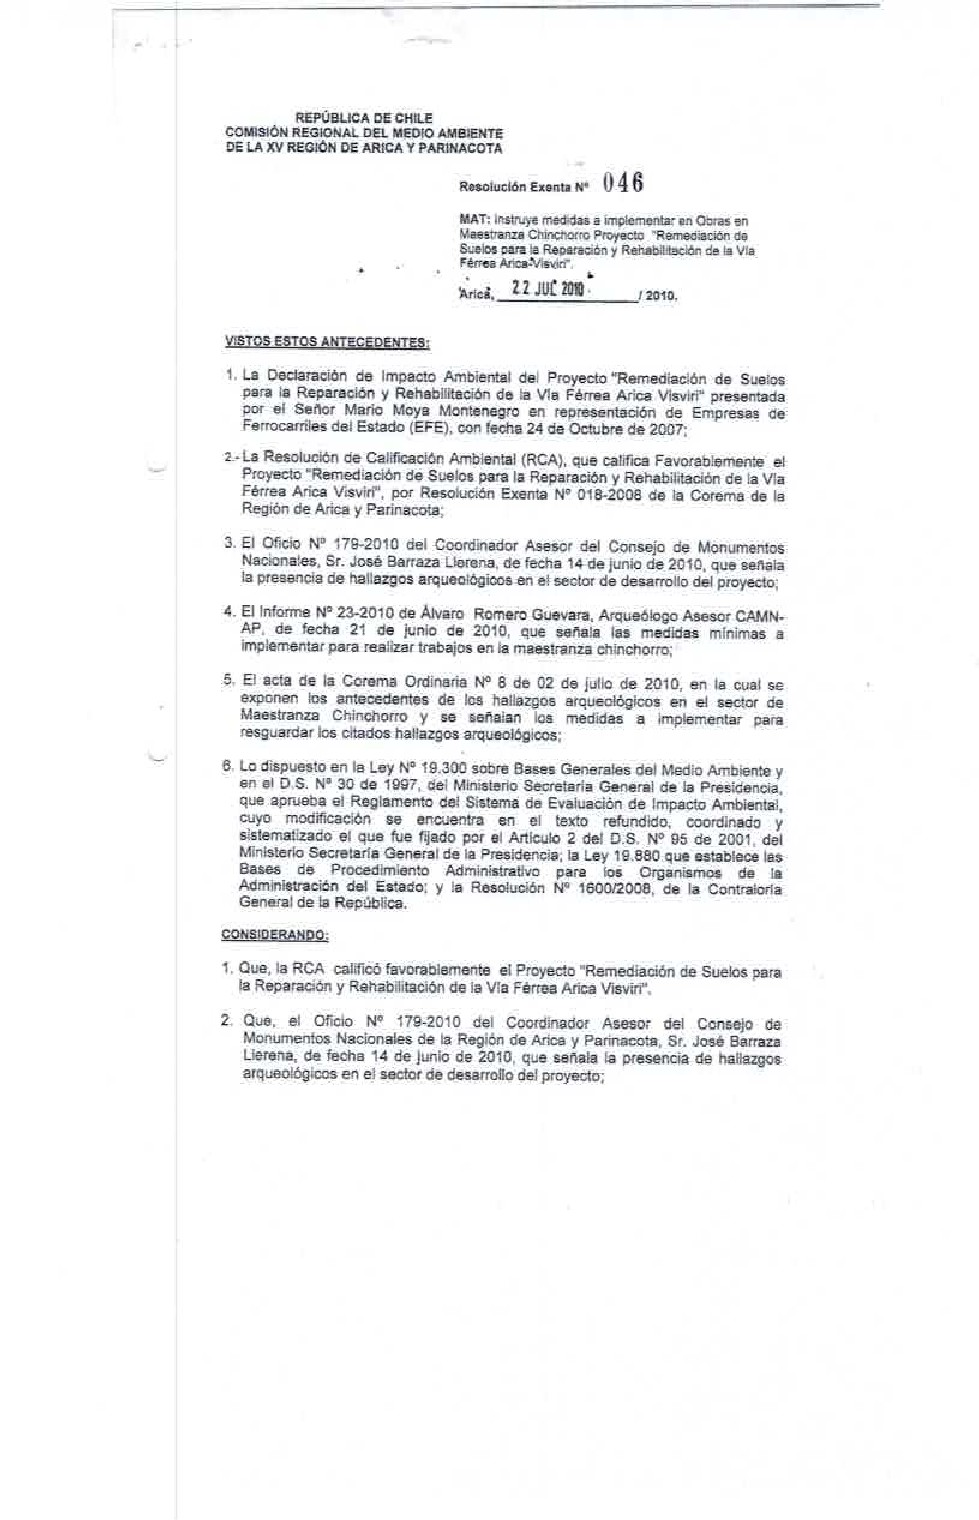 REPÚBLICA DE CHILE
COMISIÓN REGIONAL DEL MEDIO AMBIENTE
DE LA XV REGIÓN DE ARICA Y PARINACOTA
Resolución Exenta Nº 046
MAT: Instruye medidas a implementar en Obras en
Maestranza Chinchorro Proyecto "Remediación de
Suelos para la Reparación y Rehabilitación de la Vía
Férrea Arica-Visviri".
Arica, 22 JUL 2010 / 2010.
VISTOS ESTOS ANTECEDENTES:
1. La Declaración de Impacto Ambiental del Proyecto "Remediación de Suelos
para la Reparación y Rehabilitación de la Vía Férrea Arica Visviri" presentada
por el Señor Mario Moya Montenegro en representación de Empresas de
Ferrocarriles del Estado (EFE), con fecha 24 de Octubre de 2007;
2.- La Resolución de Calificación Ambiental (RCA), que califica Favorablemente el
Proyecto "Remediación de Suelos para la Reparación y Rehabilitación de la Vía
Férrea Arica Visviri", por Resolución Exenta Nº 018-2008 de la Corema de la
Región de Arica y Parinacota;
3. El Oficio Nº 179-2010 del Coordinador Asesor del Consejo de Monumentos
Nacionales, Sr. José Barraza Llerena, de fecha 14 de junio de 2010, que señala
la presencia de hallazgos arqueológicos en el sector de desarrollo del proyecto;
4. El Informe Nº 23-2010 de Álvaro Romero Guevara, Arqueólogo Asesor CAMN-
AP, de fecha 21 de junio de 2010, que señala las medidas mínimas a
implementar para realizar trabajos en la maestranza chinchorro;
5. El acta de la Corema Ordinaria Nº 8 de 02 de julio de 2010, en la cual se
exponen los antecedentes de los hallazgos arqueológicos en el sector de
Maestranza Chinchorro y se señalan los medidas a implementar para
resguardar los citados hallazgos arqueológicos;
6. Lo dispuesto en la Ley Nº 19.300 sobre Bases Generales del Medio Ambiente y
en el D.S. Nº 30 de 1997, del Ministerio Secretaría General de la Presidencia,
que aprueba el Reglamento del Sistema de Evaluación de Impacto Ambiental,
cuyo modificación se encuentra en el texto refundido, coordinado y
sistematizado el que fue fijado por el Artículo 2 del D.S. Nº 95 de 2001, del
Ministerio Secretaría General de la Presidencia; la Ley 19.880 que establece las
Bases de Procedimiento Administrativo para los Organismos de la
Administración del Estado; y la Resolución Nº 1600/2008, de la Contraloría
General de la República.
CONSIDERANDO:
1. Que, la RCA calificó favorablemente el Proyecto "Remediación de Suelos para
la Reparación y Rehabilitación de la Vía Férrea Arica Visviri".
2. Que, el Oficio Nº 179-2010 del Coordinador Asesor del Consejo de
Monumentos Nacionales de la Región de Arica y Parinacota, Sr. José Barraza
Llerena, de fecha 14 de junio de 2010, que señala la presencia de hallazgos
arqueológicos en el sector de desarrollo del proyecto;